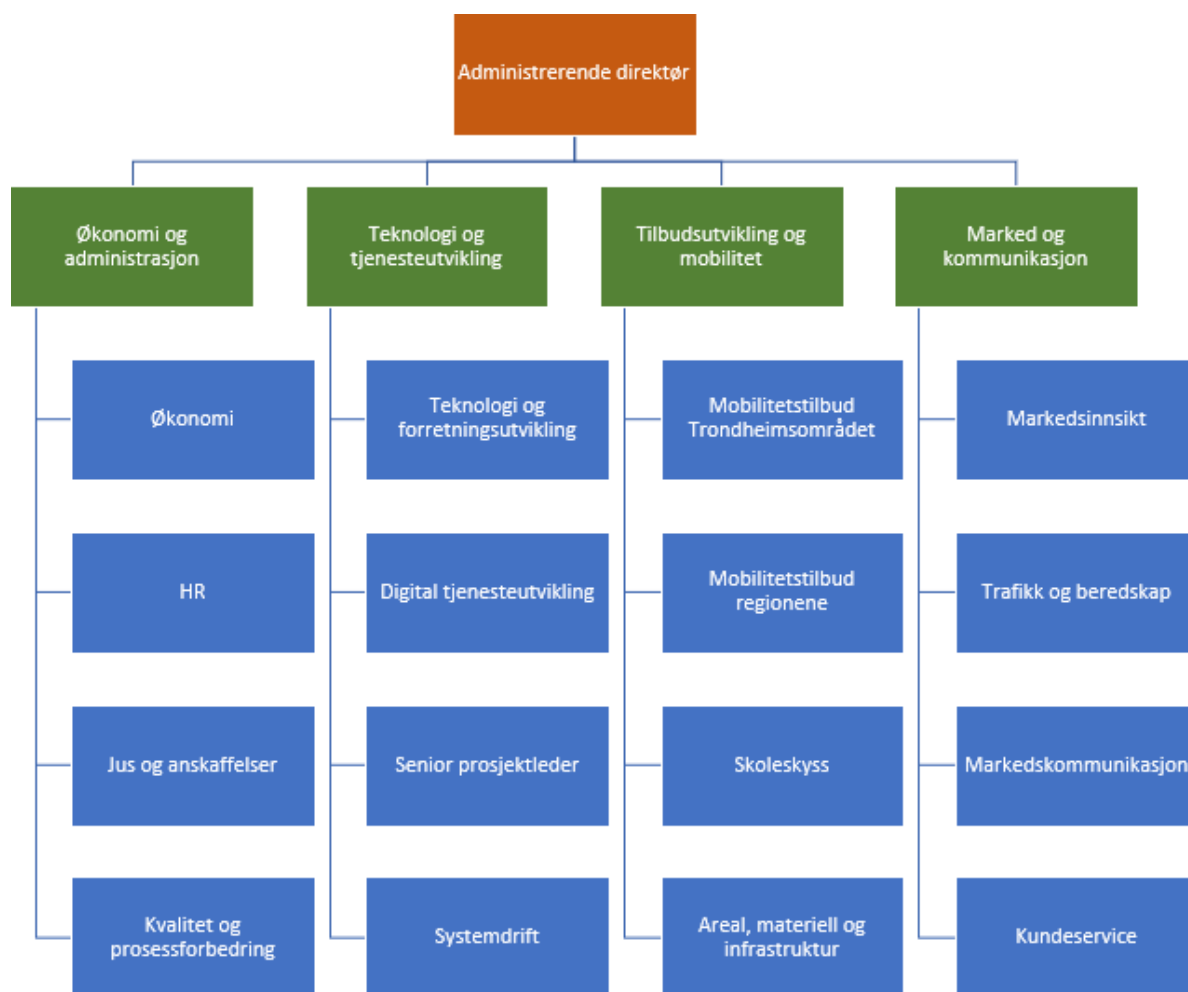 Administrerende direktør
Økonomi og
administrasjon
Teknologi og
tjenesteutvikling
Tilbudsutvikling og
mobilitet
Marked og
kommunikasjon
Økonomi
Teknologi og
forretningsutvikling
Mobilitetstilbud
Trondheimsområdet
Markedsinnsikt
HR
Digital tjenesteutvikling
Mobilitetstilbud
regionene
Trafikk og beredskap
Jus og anskaffelser
Senior prosjektleder
Skoleskyss
Markedskommunikasjon
Kvalitet og
prosessforbedring
Systemdrift
Areal, materiell og
infrastruktur
Kundeservice